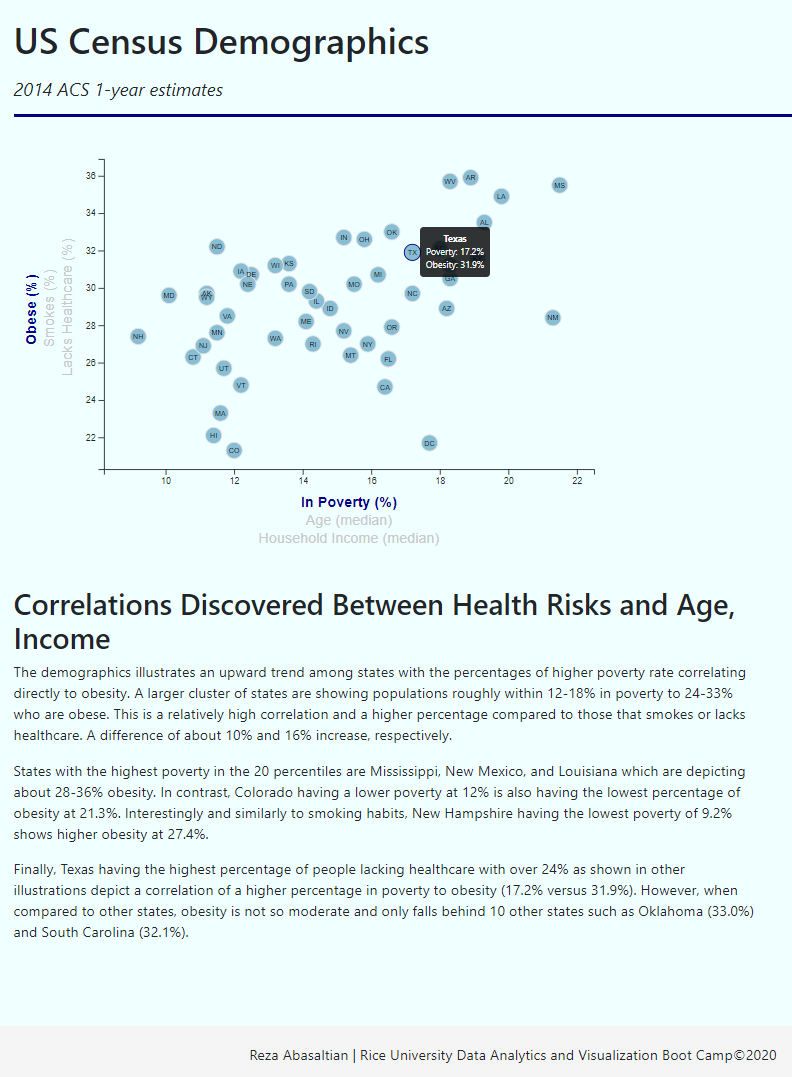 US Census Demographics
2014 ACS 1-year estimates
36
34
32
30
28
26
24
22
Obese (%)
Smokes (%)
Lacks Healthcare (%)
WV
AR
MS
LA
AL
OK
IN
OH
TX
Texas
Poverty: 17.2%
Obesity: 31.9%
ND
IA
DE
NE
WI
KS
PA
MI
MO
SD
IL
ID
NC
GA
AZ
NM
MD
AK
WY
VA
ME
NH
MN
NJ
CT
WA
RI
NV
NY
OR
MT
FL
UT
VT
CA
MA
HI
CO
DC
10
12
14
16
18
20
22
In Poverty (%)
Age (median)
Household Income (median)
Correlations Discovered Between Health Risks and Age,
Income
The demographics illustrates an upward trend among states with the percentages of higher poverty rate correlating
directly to obesity. A larger cluster of states are showing populations roughly within 12-18% in poverty to 24-33%
who are obese. This is a relatively high correlation and a higher percentage compared to those that smokes or lacks
healthcare. A difference of about 10% and 16% increase, respectively.
States with the highest poverty in the 20 percentiles are Mississippi, New Mexico, and Louisiana which are depicting
about 28-36% obesity. In contrast, Colorado having a lower poverty at 12% is also having the lowest percentage of
obesity at 21.3%. Interestingly and similarly to smoking habits, New Hampshire having the lowest poverty of 9.2%
shows higher obesity at 27.4%.
Finally, Texas having the highest percentage of people lacking healthcare with over 24% as shown in other
illustrations depict a correlation of a higher percentage in poverty to obesity (17.2% versus 31.9%). However, when
compared to other states, obesity is not so moderate and only falls behind 10 other states such as Oklahoma (33.0%)
and South Carolina (32.1%).
Reza Abasaltian | Rice University Data Analytics and Visualization Boot Camp©2020